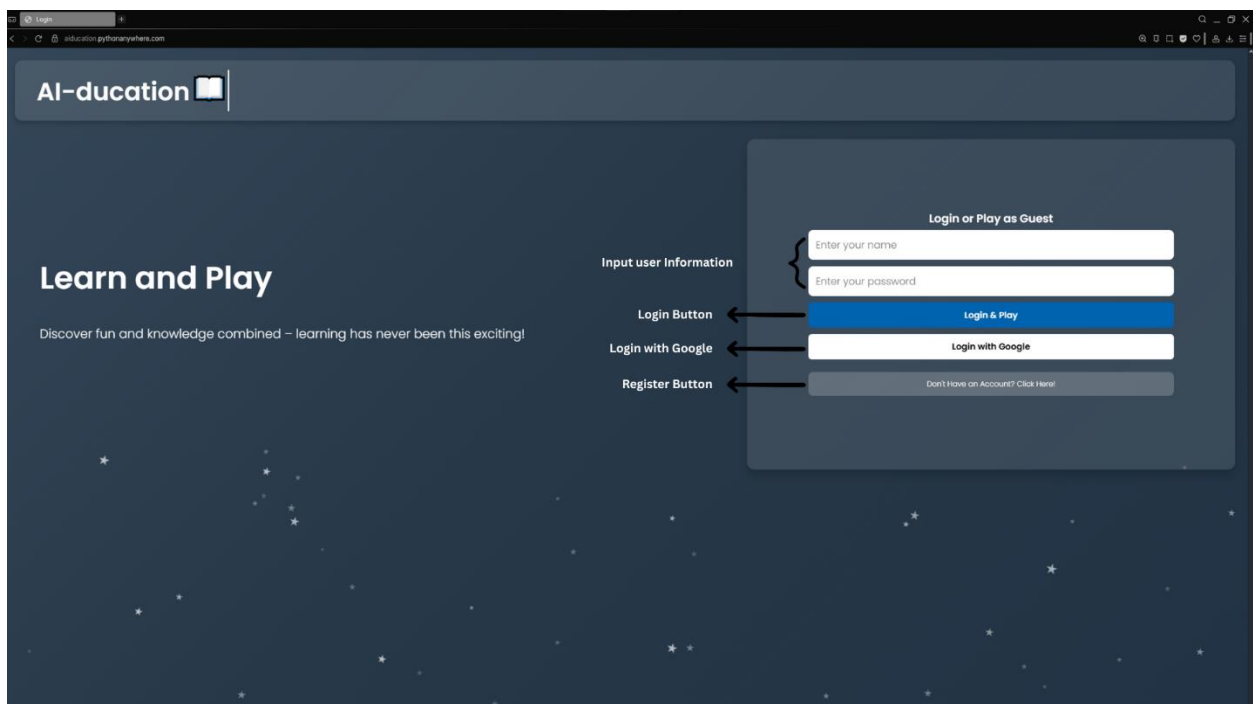 Login
aiducation.pythonanywhere.com
AI-ducation
Learn and Play
Discover fun and knowledge combined – learning has never been this exciting!
Input user Information
Login Button
Login with Google
Register Button
Login or Play as Guest
Enter your name
Enter your password
Login & Play
Login with Google
Don't Have an Account? Click Here!